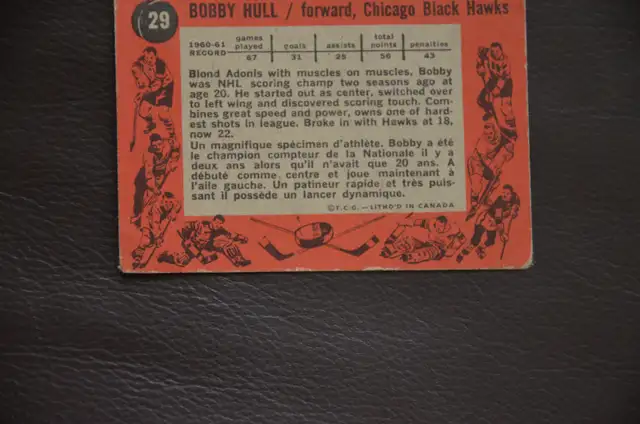 29
BOBBY HULL / forward, Chicago Black Hawks
1960-61 RECORD
games played goals assists total points penalties
67 31 25 56 43
Blond Adonis with muscles on muscles, Bobby
was NHL scoring champ two seasons ago at
age 20. He started out as center, switched over
to left wing and discovered scoring touch. Com-
bines great speed and power, owns one of hard-
est shots in league. Broke in with Hawks at 18,
now 22.
Un magnifique spécimen d'athlète. Bobby a été
le champion compteur de la Nationale il y a
deux ans alors qu'il n'avait que 20 ans. A
débuté comme centre et joue maintenant à
l'aile gauche. Un patineur rapide et très puis-
sant il possède un lancer dynamique.
©T.C.G.—LITHO'D IN CANADA